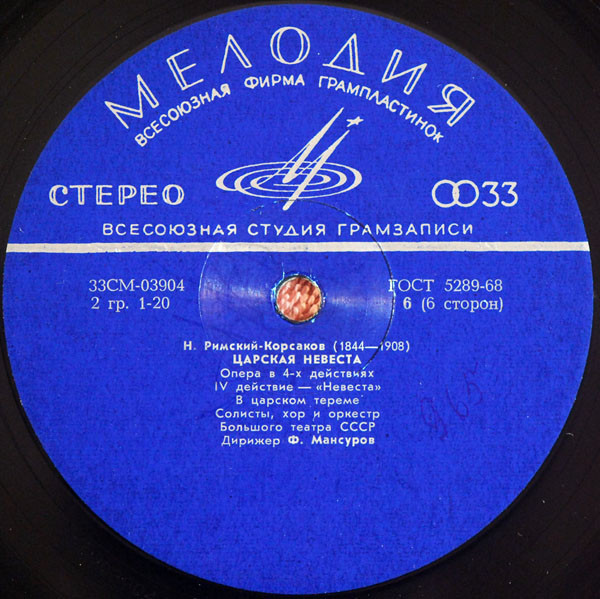 МЕЛОДИЯ
ВСЕСОЮЗНАЯ ФИРМА ГРАМПЛАСТИНОК
СТЕРЕО
33
ВСЕСОЮЗНАЯ СТУДИЯ ГРАМЗАПИСИ
33СМ-03904
2 гр. 1-20
ГОСТ 5289-68
6 (6 сторон)
Н. Римский-Корсаков (1844—1908)
ЦАРСКАЯ НЕВЕСТА
Опера в 4-х действиях
IV действие — «Невеста»
В царском тереме
Солисты, хор и оркестр
Большого театра СССР
Дирижер Ф. Мансуров